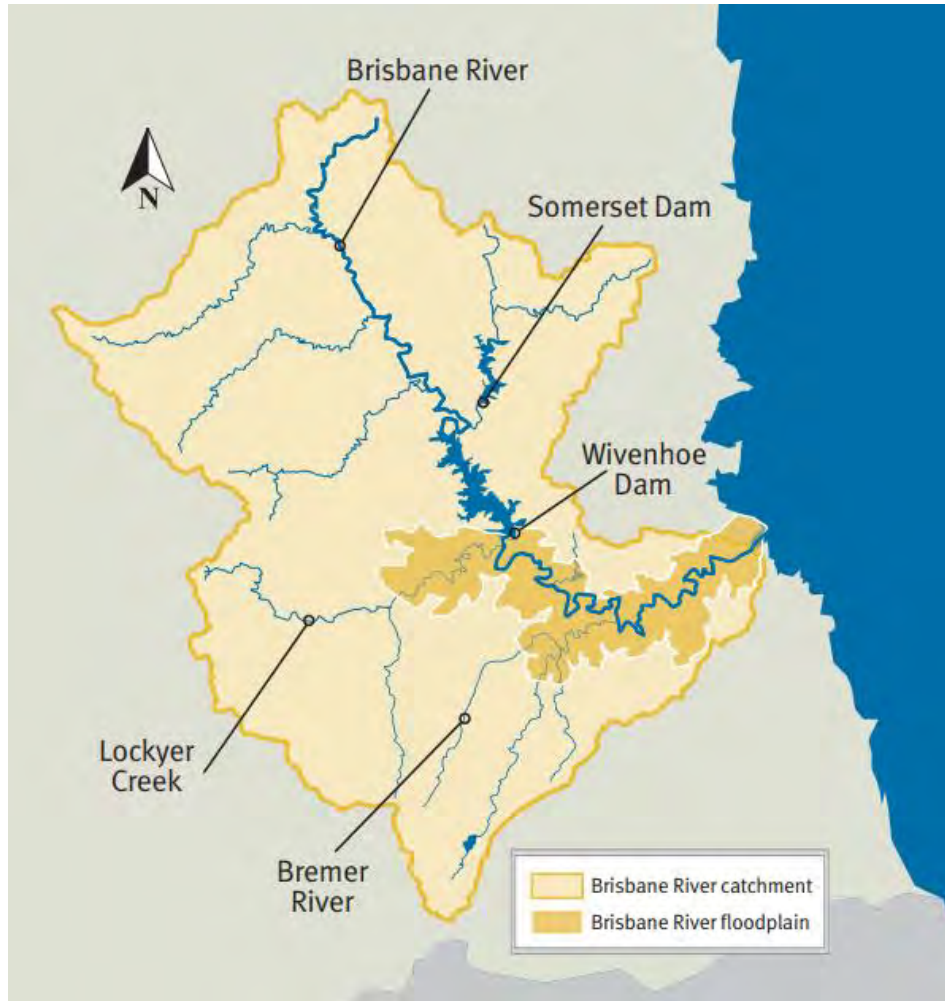 Brisbane River
N
Somerset Dam
Wivenhoe
Dam
Lockyer
Creek
Bremer
River
Brisbane River catchment
Brisbane River floodplain